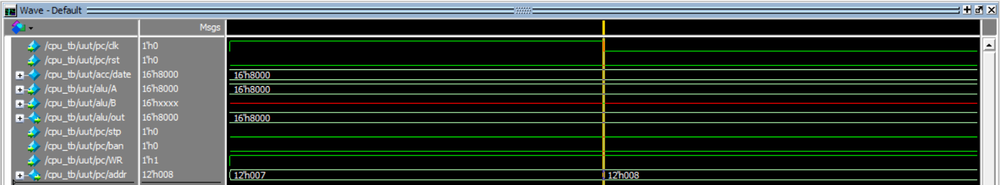 Wave - Default
Msgs
/cpu_tb/uut/pc/clk 1'h0
/cpu_tb/uut/pc/rst 1'h0
/cpu_tb/uut/acc/date 16'h8000 16'h8000
/cpu_tb/uut/alu/A 16'h8000 16'h8000
/cpu_tb/uut/alu/B 16'hxxxx
/cpu_tb/uut/alu/out 16'h8000 16'h8000
/cpu_tb/uut/pc/stp 1'h0
/cpu_tb/uut/pc/ban 1'h0
/cpu_tb/uut/pc/WR 1'h1
/cpu_tb/uut/pc/addr 12'h008 12'h007 12'h008